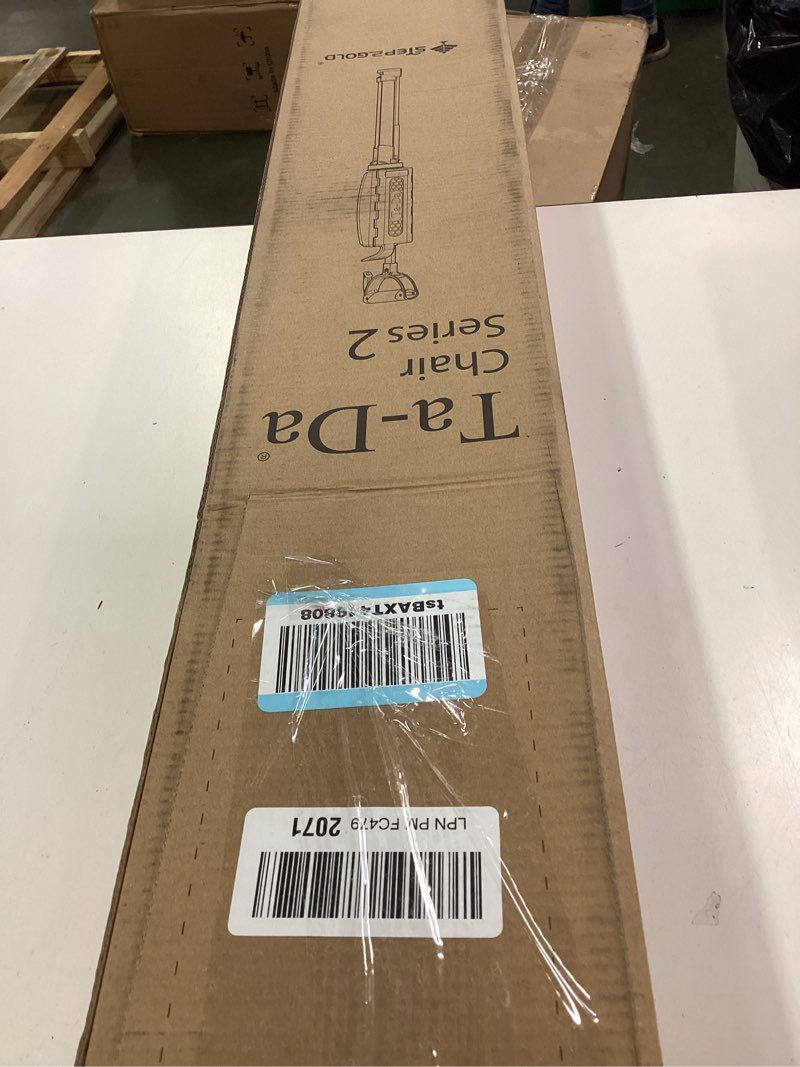 LPN PM FC479 2071
Ta-Da®
Chair
Series 2
STEP2GOLD®